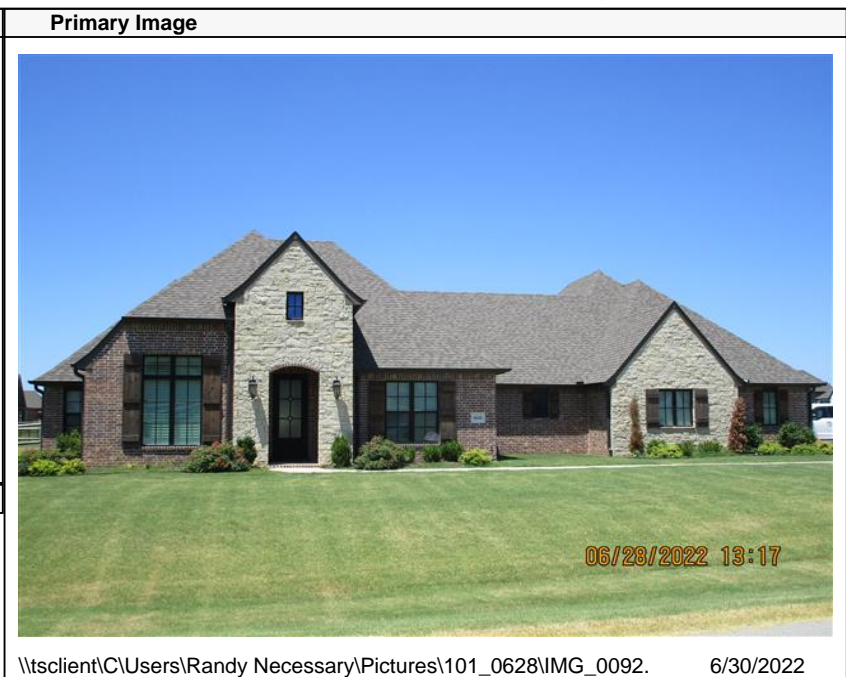 Primary Image
06/28/2022 13:17
\\tsclient\C\Users\Randy Necessary\Pictures\101_0628\IMG_0092. 6/30/2022